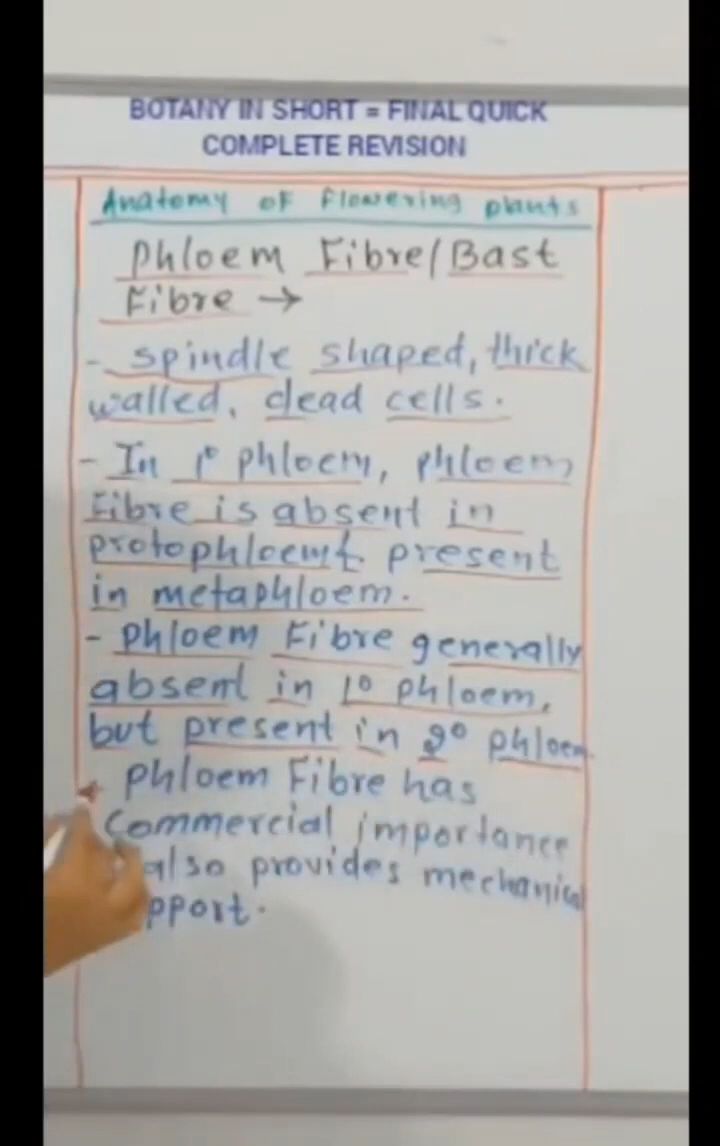 BOTANY IN SHORT = FINAL QUICK
COMPLETE REVISION
Anatomy of flowering plants
Phloem Fibre/Bast
Fibre →
- spindle shaped, thick
walled, dead cells.
- In 1° phloem, phloem
Fibre is absent in
protophloem & present
in metaphloem.
- Phloem Fibre generally
absent in 1° phloem,
but present in 2° phloem.
Phloem Fibre has
commercial importance
also provides mechanical
pport.